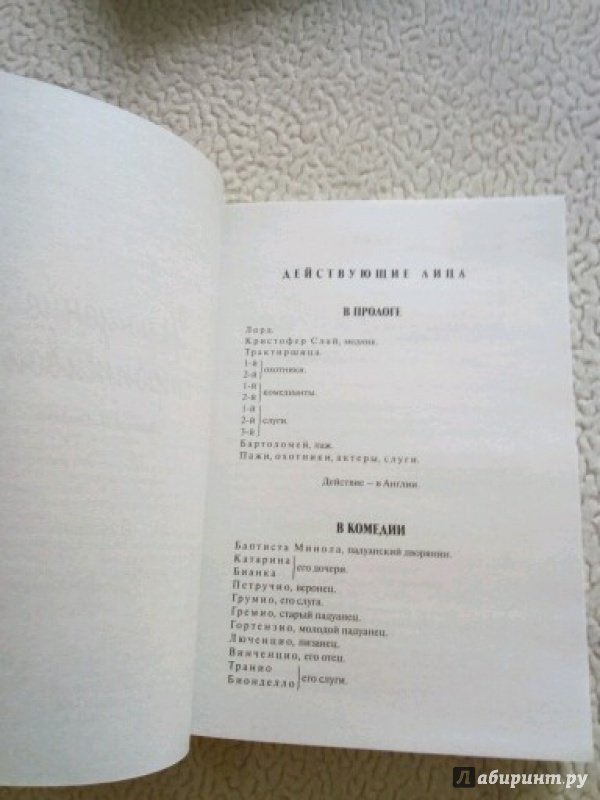 ДЕЙСТВУЮЩИЕ ЛИЦА
В ПРОЛОГЕ
Лорд.
Кристофер Слай, медник.
Трактирщица.
1-й
2-й охотники.
1-й
2-й комедианты.
1-й
2-й слуги.
3-й
Бартоломей, паж.
Пажи, охотники, актеры, слуги.
Действие – в Англии.
В КОМЕДИИ
Баптиста Минола, падуанский дворянин.
Катарина
Бианка его дочери.
Петручио, веронец.
Грумио, его слуга.
Гремио, старый падуанец.
Гортензио, молодой падуанец.
Люченцио, пизанец.
Винченцио, его отец.
Транио
Бионделло его слуги.
лабиринт.ру